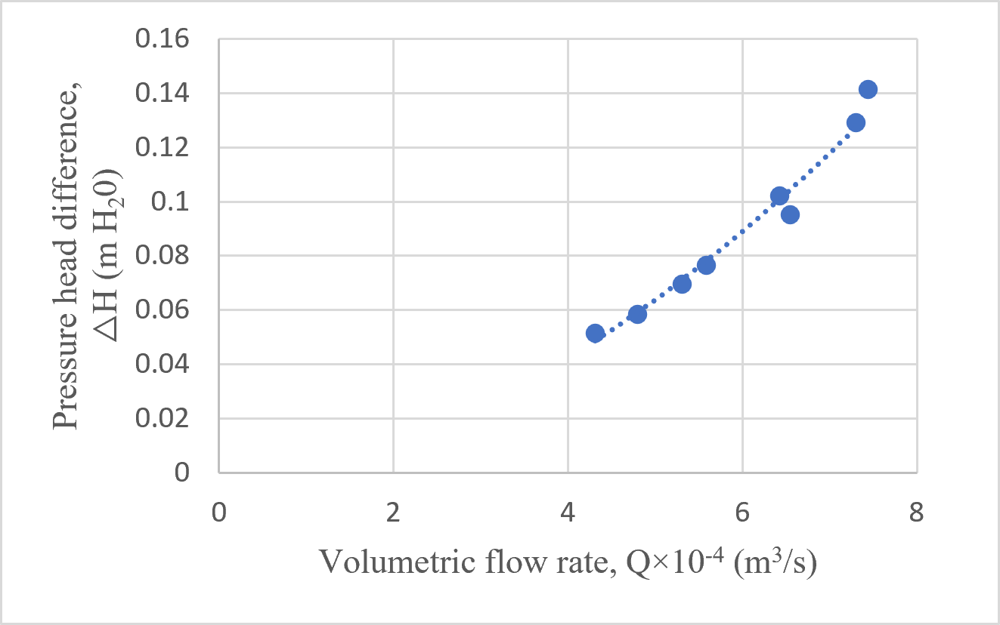 Pressure head difference,
△H (m H₂0)
0.16
0.14
0.12
0.1
0.08
0.06
0.04
0.02
0
0 2 4 6 8
Volumetric flow rate, Q×10⁻⁴ (m³/s)